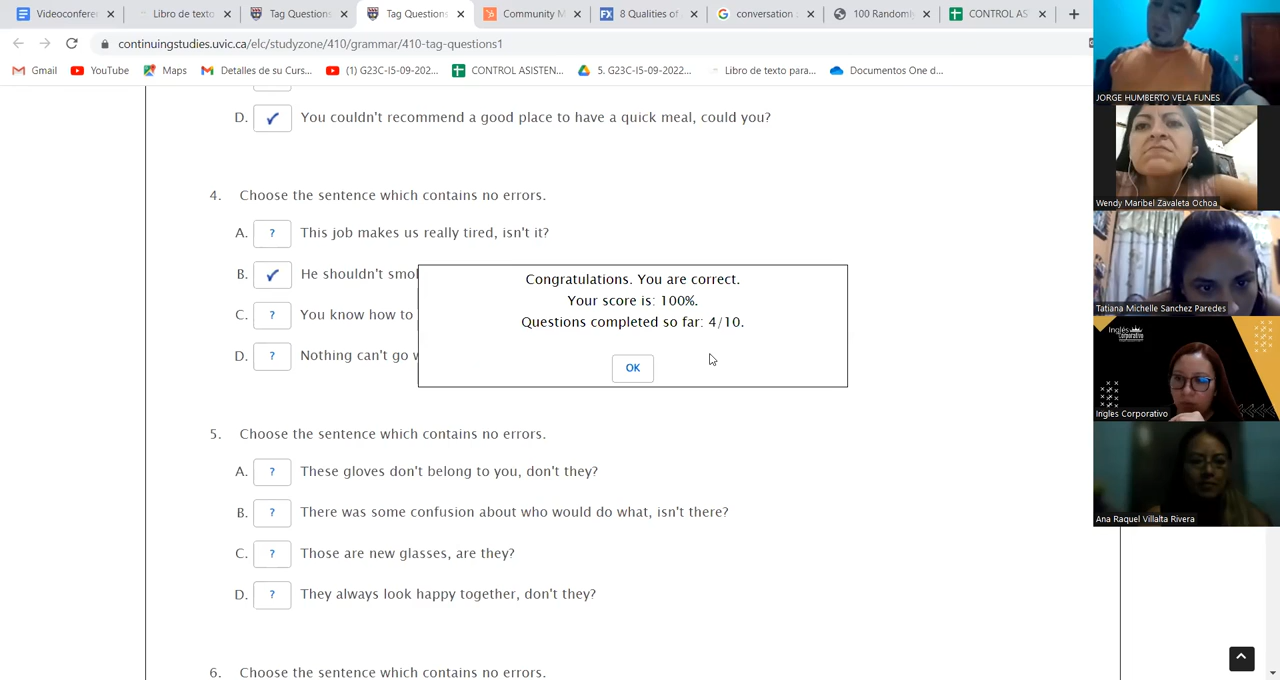 Videoconferen
Libro de texto
Tag Questions
Tag Questions
Community M
8 Qualities of
conversation
100 Randomly
CONTROL AS
continuingstudies.uvic.ca/elc/studyzone/410/grammar/410-tag-questions1
Gmail
YouTube
Maps
Detalles de su Curs...
(1) G23C-I5-09-202...
CONTROL ASISTEN...
5. G23C-I5-09-2022...
Libro de texto para...
Documentos One d...
D. ✓ You couldn't recommend a good place to have a quick meal, could you?
4. Choose the sentence which contains no errors.
A. ? This job makes us really tired, isn't it?
B. ✓ He shouldn't smo
C. ? You know how to
D. ? Nothing can't go
Congratulations. You are correct.
Your score is: 100%.
Questions completed so far: 4/10.
OK
5. Choose the sentence which contains no errors.
A. ? These gloves don't belong to you, don't they?
B. ? There was some confusion about who would do what, isn't there?
C. ? Those are new glasses, are they?
D. ? They always look happy together, don't they?
6. Choose the sentence which contains no errors.
JORGE HUMBERTO VELA FUNES
Wendy Maribel Zavaleta Ochoa
Tatiana Michelle Sanchez Paredes
Inglés
Corporativo
Ingles Corporativo
Ana Raquel Villalta Rivera